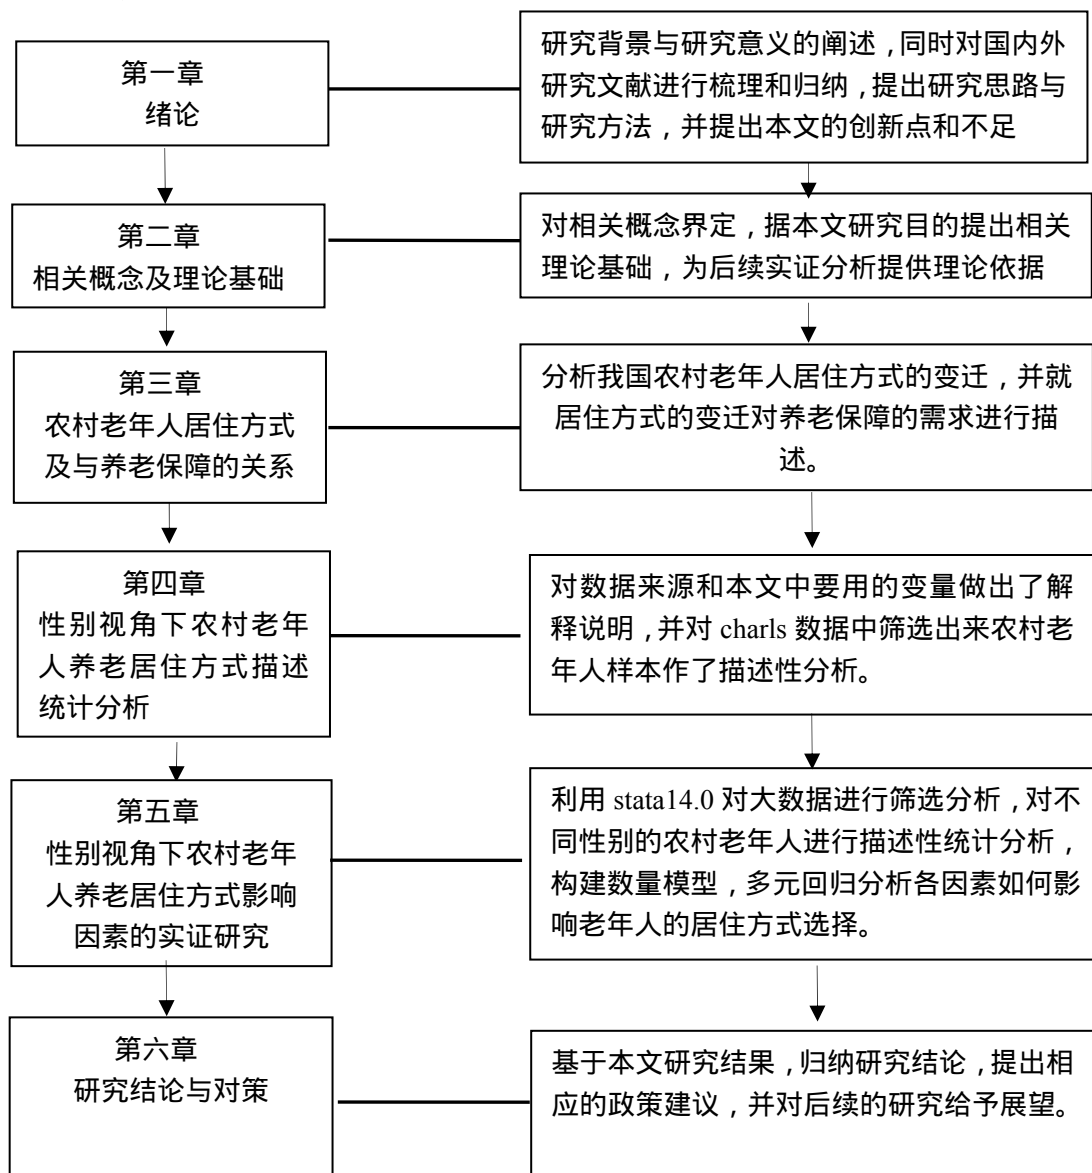 第一章
绪论
研究背景与研究意义的阐述，同时对国内外
研究文献进行梳理和归纳，提出研究思路与
研究方法，并提出本文的创新点和不足
第二章
相关概念及理论基础
对相关概念界定，据本文研究目的提出相关
理论基础，为后续实证分析提供理论依据
第三章
农村老年人居住方式
及与养老保障的关系
分析我国农村老年人居住方式的变迁，并就
居住方式的变迁对养老保障的需求进行描
述。
第四章
性别视角下农村老年
人养老居住方式描述
统计分析
对数据来源和本文中要用的变量做出了解
释说明，并对 charls 数据中筛选出来农村老
年人样本作了描述性分析。
第五章
性别视角下农村老年
人养老居住方式影响
因素的实证研究
利用 stata14.0 对大数据进行筛选分析，对不
同性别的农村老年人进行描述性统计分析，
构建数量模型，多元回归分析各因素如何影
响老年人的居住方式选择。
第六章
研究结论与对策
基于本文研究结果，归纳研究结论，提出相
应的政策建议，并对后续的研究给予展望。